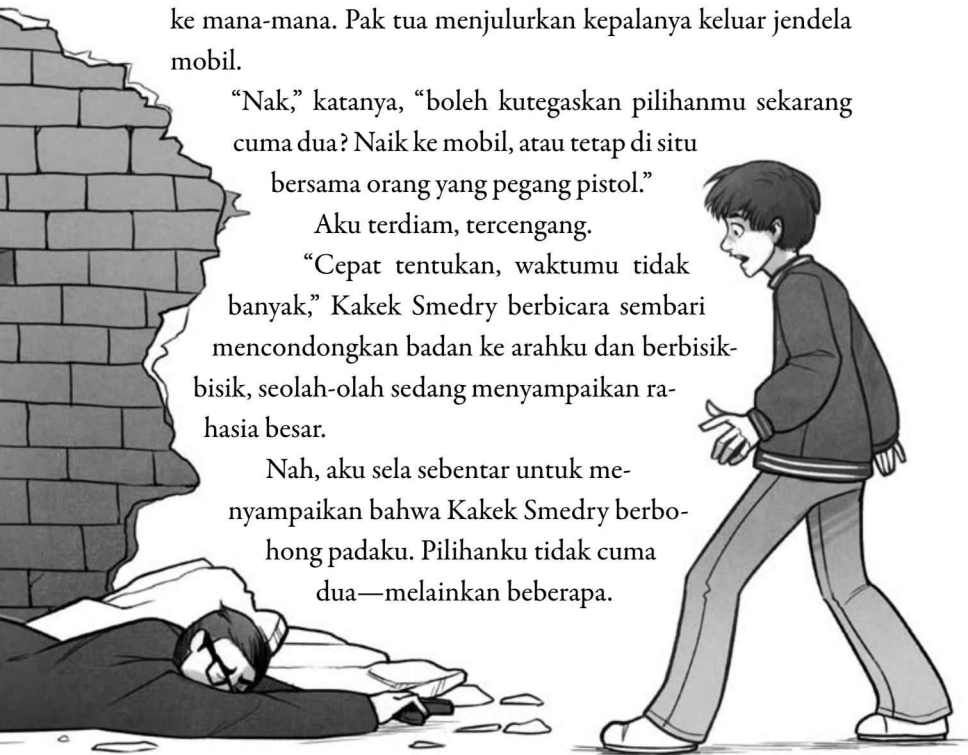 ke mana-mana. Pak tua menjulurkan kepalanya keluar jendela
mobil.
“Nak,” katanya, “boleh kutegaskan pilihanmu sekarang
cuma dua? Naik ke mobil, atau tetap di situ
bersama orang yang pegang pistol.”
Aku terdiam, tercengang.
“Cepat tentukan, waktumu tidak
banyak,” Kakek Smedry berbicara sembari
mencondongkan badan ke arahku dan berbisik-
bisik, seolah-olah sedang menyampaikan ra-
hasia besar.
Nah, aku sela sebentar untuk me-
nyampaikan bahwa Kakek Smedry berbo-
hong padaku. Pilihanku tidak cuma
dua—melainkan beberapa.